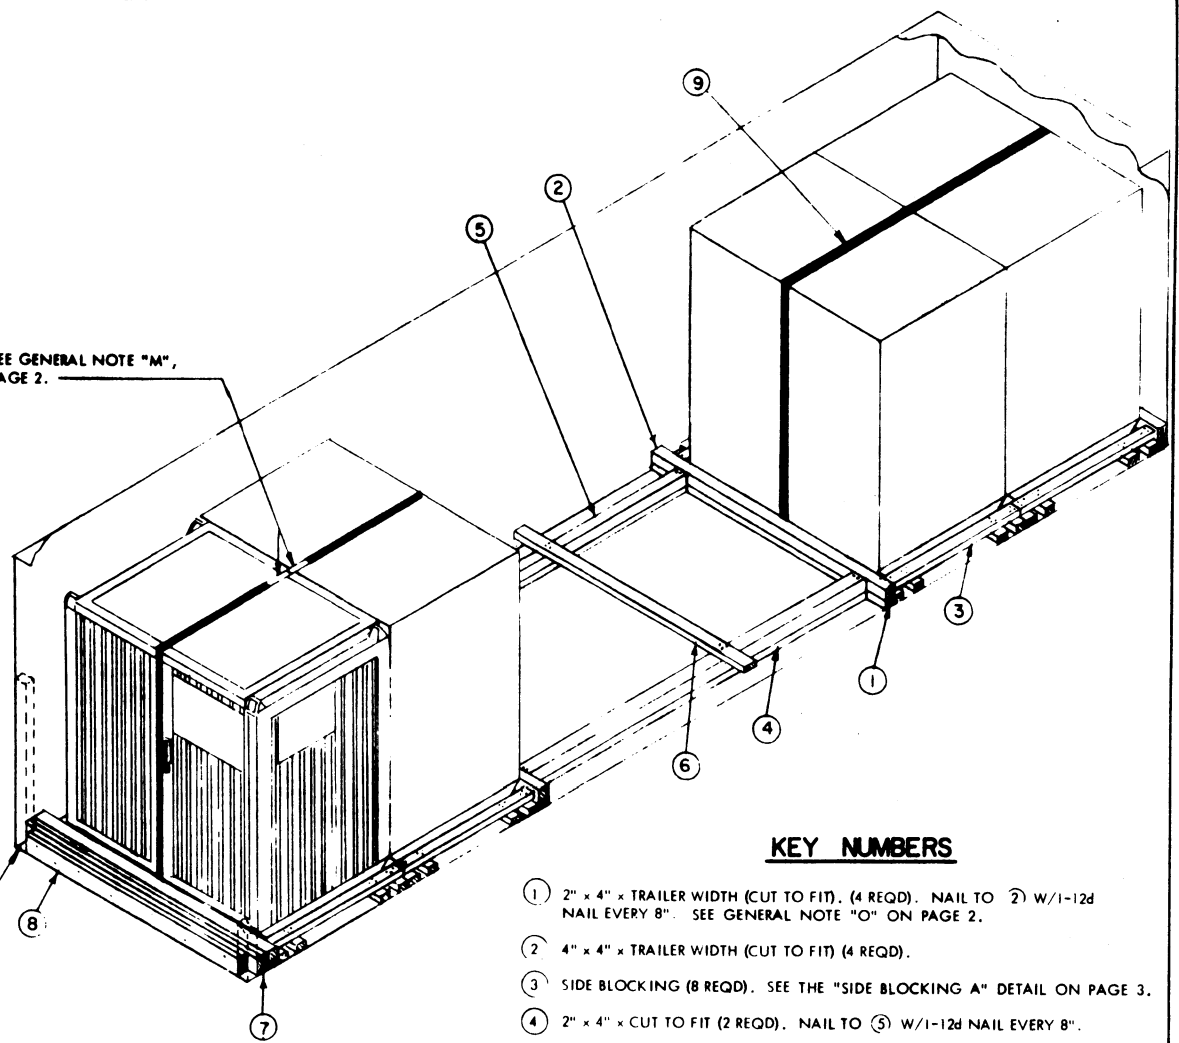 9
2
5
EE GENERAL NOTE "M",
AGE 2.
3
1
4
6
8
7
KEY NUMBERS
1 2" x 4" x TRAILER WIDTH (CUT TO FIT). (4 REQD). NAIL TO 2 W/1-12d
NAIL EVERY 8". SEE GENERAL NOTE "O" ON PAGE 2.
2 4" x 4" x TRAILER WIDTH (CUT TO FIT) (4 REQD).
3 SIDE BLOCKING (8 REQD). SEE THE "SIDE BLOCKING A" DETAIL ON PAGE 3.
4 2" x 4" x CUT TO FIT (2 REQD). NAIL TO 5 W/1-12d NAIL EVERY 8".